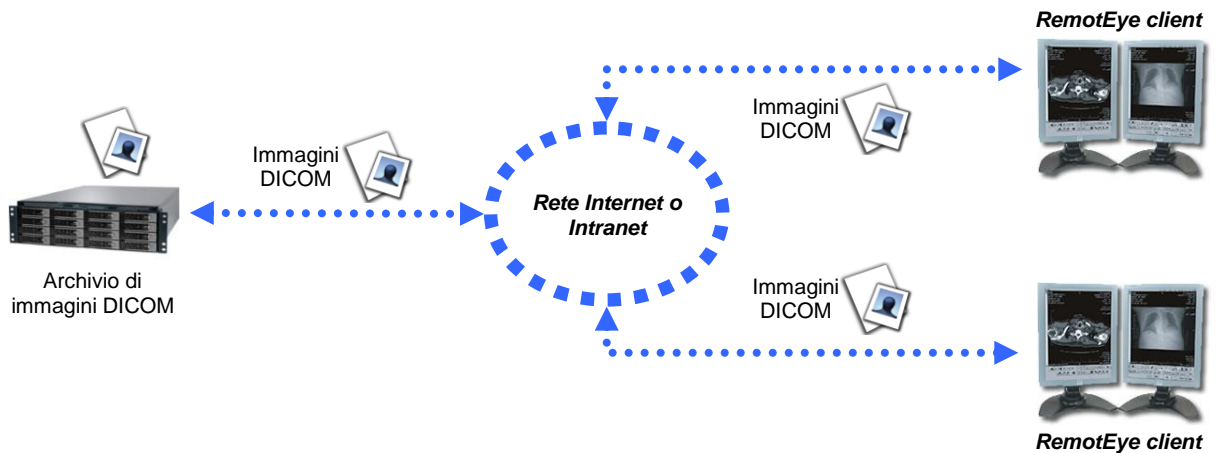 RemotEye client
Immagini
DICOM
Immagini
DICOM
Rete Internet o
Intranet
Archivio di
immagini DICOM
Immagini
DICOM
RemotEye client